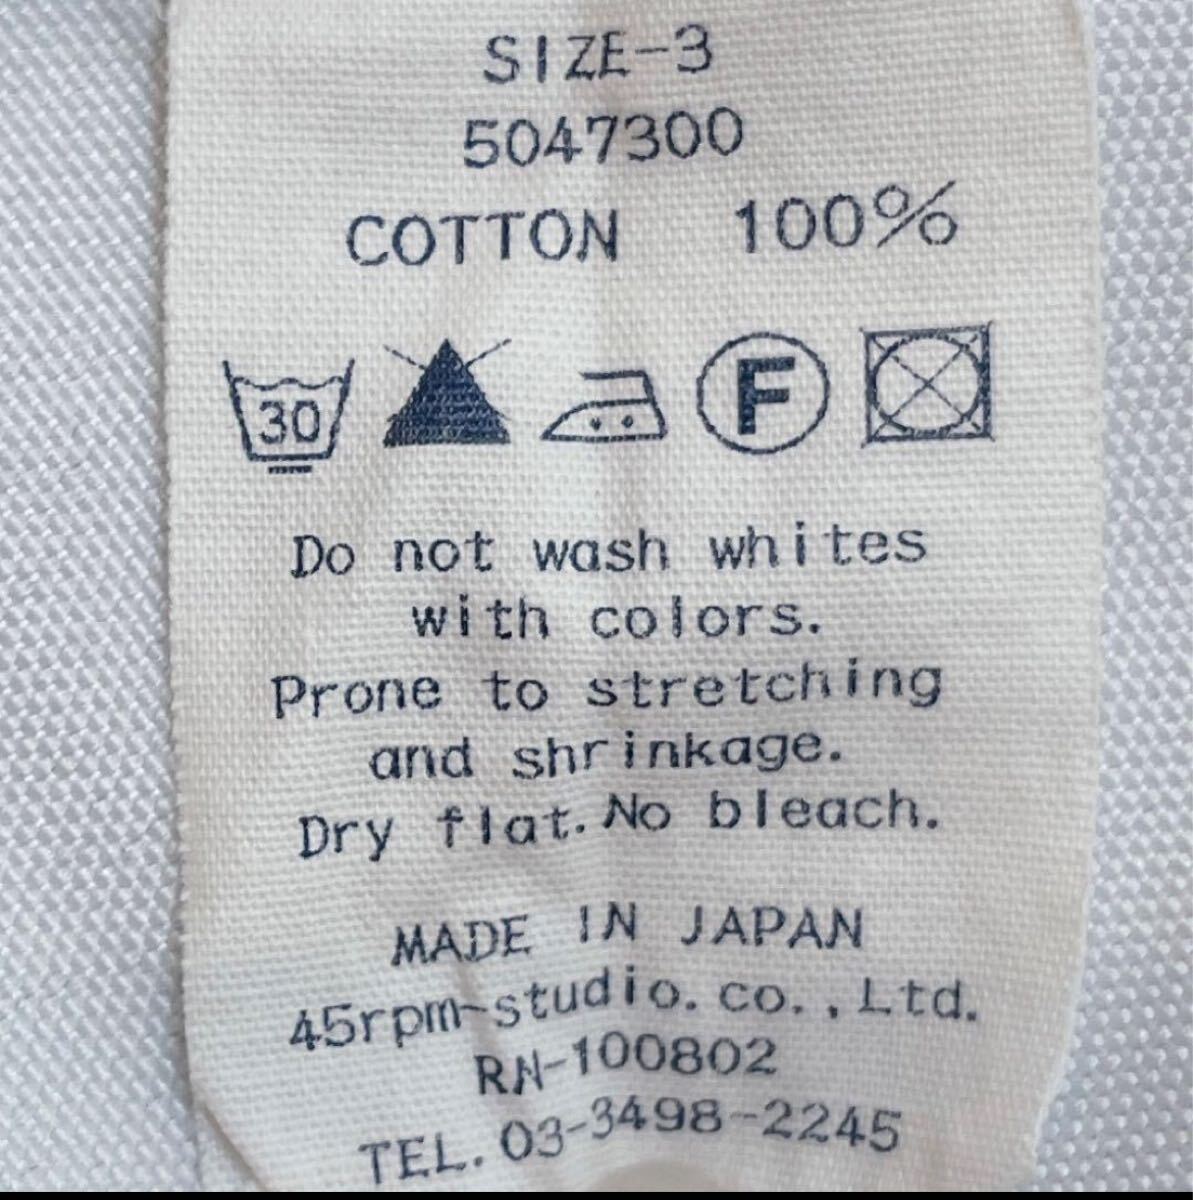 SIZE-3
5047300
COTTON 100%
30 F
Do not wash whites
with colors.
Prone to stretching
and shrinkage.
Dry flat. No bleach.
MADE IN JAPAN
45rpm-studio.co.,Ltd.
RN-100802
TEL. 03-3498-2245